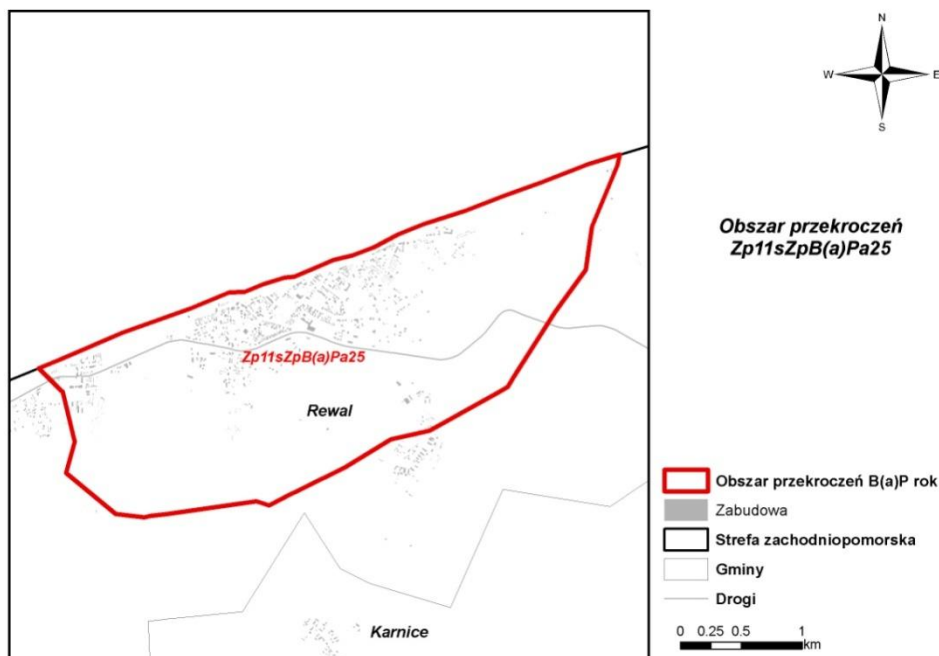 N
W
E
S
Obszar przekroczeń
Zp11sZpB(a)Pa25
Zp11sZpB(a)Pa25
Rewal
Karnice
Obszar przekroczeń B(a)P rok
Zabudowa
Strefa zachodniopomorska
Gminy
Drogi
0 0.25 0.5 1
km